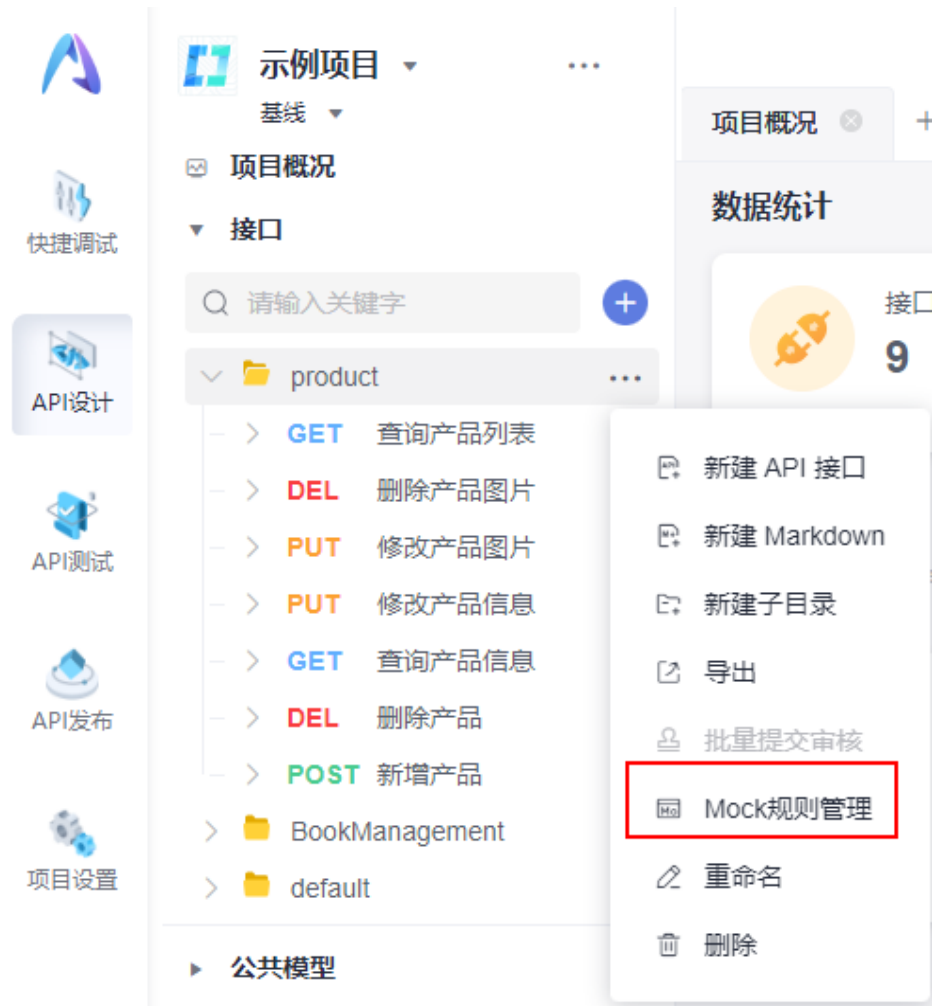 快捷调试
API设计
API测试
API发布
项目设置
示例项目
基线
项目概况
接口
请输入关键字
product
GET 查询产品列表
DEL 删除产品图片
PUT 修改产品图片
PUT 修改产品信息
GET 查询产品信息
DEL 删除产品
POST 新增产品
BookManagement
default
公共模型
项目概况
数据统计
接口
9
新建 API 接口
新建 Markdown
新建子目录
导出
批量提交审核
Mock规则管理
重命名
删除